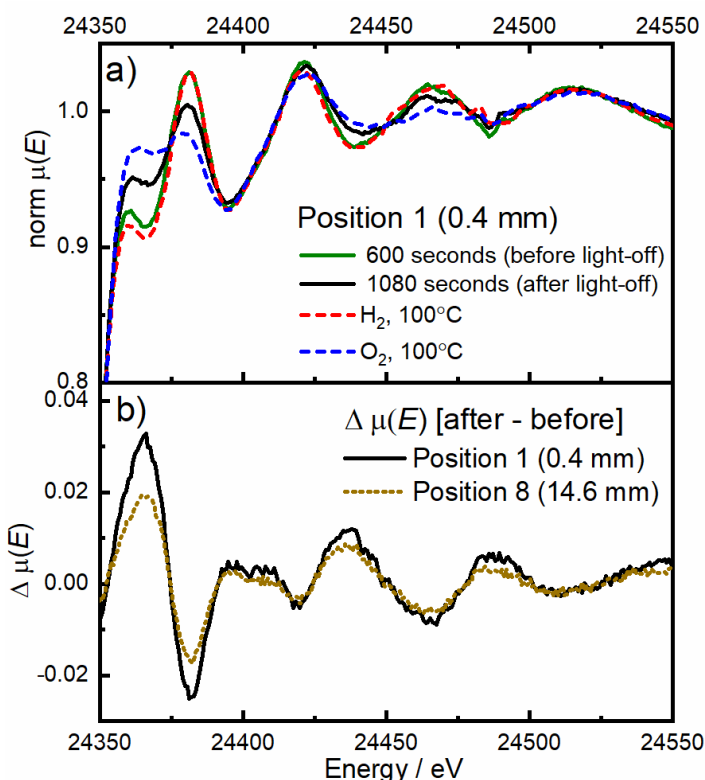 24350 24400 24450 24500 24550
a)
1.0
0.9
0.8
norm μ(E)
Position 1 (0.4 mm)
600 seconds (before light-off)
1080 seconds (after light-off)
H₂, 100°C
O₂, 100°C
b)
0.04
0.02
0.00
-0.02
Δ μ(E)
Δ μ(E) [after - before]
Position 1 (0.4 mm)
Position 8 (14.6 mm)
24350 24400 24450 24500 24550
Energy / eV